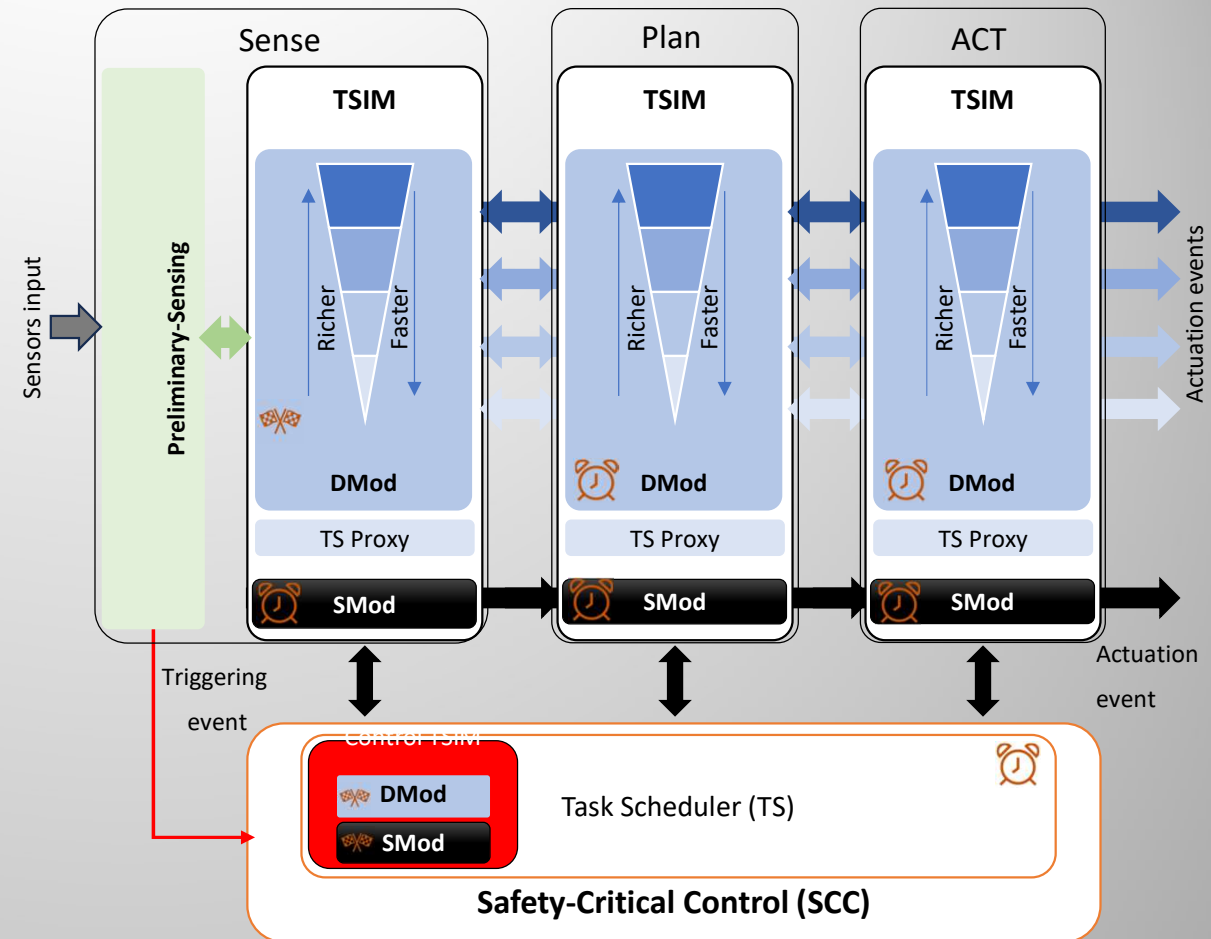 Sense
Plan
ACT
Sensors input
Preliminary-Sensing
TSIM
Richer
Faster
DMod
TS Proxy
SMod
TSIM
Richer
Faster
DMod
TS Proxy
SMod
TSIM
Richer
Faster
DMod
TS Proxy
SMod
Actuation events
Triggering
event
Actuation
event
Control TSIM
DMod
SMod
Task Scheduler (TS)
Safety-Critical Control (SCC)